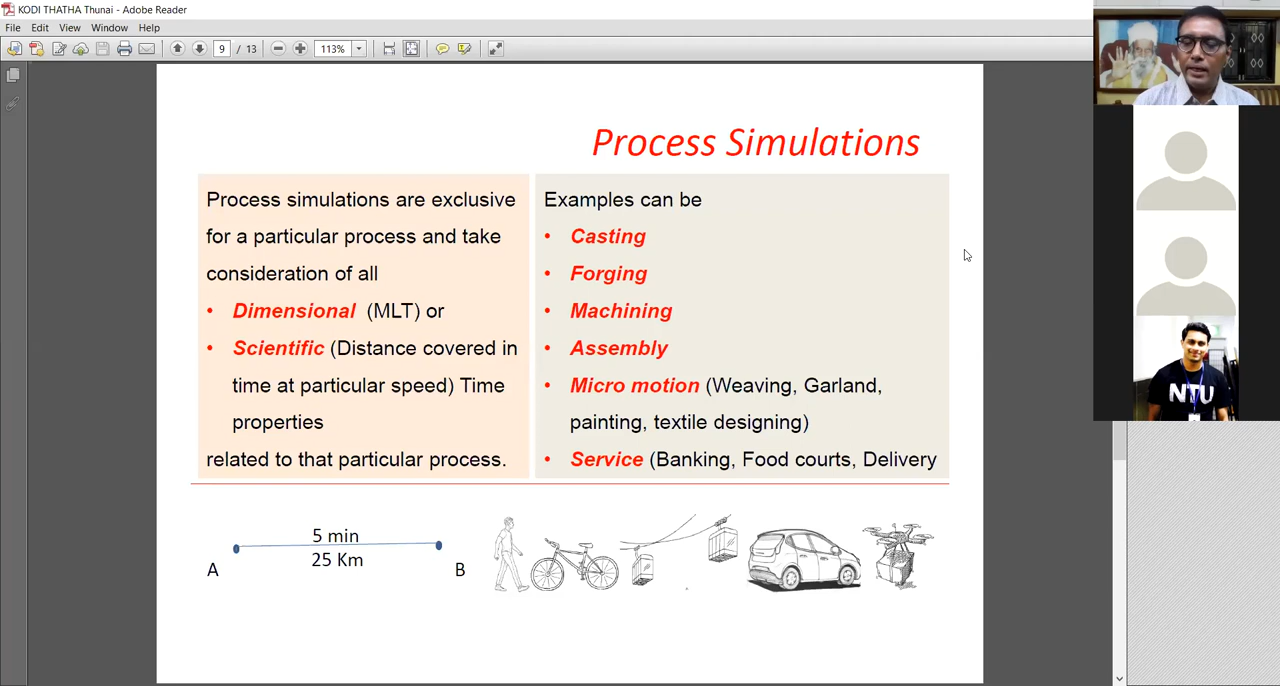 KODI THATHA Thunai - Adobe Reader
File Edit View Window Help
9 / 13 113%
Process Simulations
Process simulations are exclusive
for a particular process and take
consideration of all
• Dimensional (MLT) or
• Scientific (Distance covered in
time at particular speed) Time
properties
related to that particular process.
Examples can be
• Casting
• Forging
• Machining
• Assembly
• Micro motion (Weaving, Garland,
painting, textile designing)
• Service (Banking, Food courts, Delivery
5 min
25 Km
A B
NTU